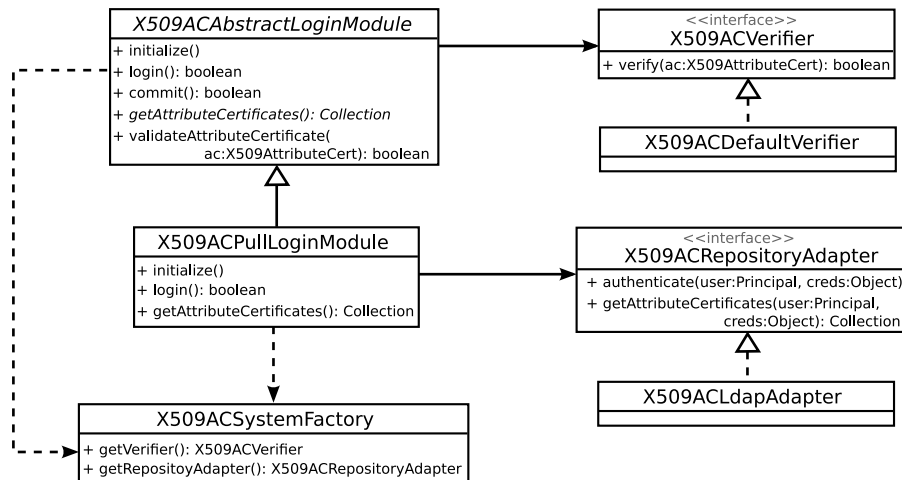 X509ACAbstractLoginModule
+ initialize()
+ login(): boolean
+ commit(): boolean
+ getAttributeCertificates(): Collection
+ validateAttributeCertificate(
ac:X509AttributeCert): boolean
<<interface>>
X509ACVerifier
+ verify(ac:X509AttributeCert): boolean
X509ACDefaultVerifier
X509ACPullLoginModule
+ initialize()
+ login(): boolean
+ getAttributeCertificates(): Collection
<<interface>>
X509ACRepositoryAdapter
+ authenticate(user:Principal, creds:Object)
+ getAttributeCertificates(user:Principal,
creds:Object): Collection
X509ACLdapAdapter
X509ACSystemFactory
+ getVerifier(): X509ACVerifier
+ getRepositoyAdapter(): X509ACRepositoryAdapter